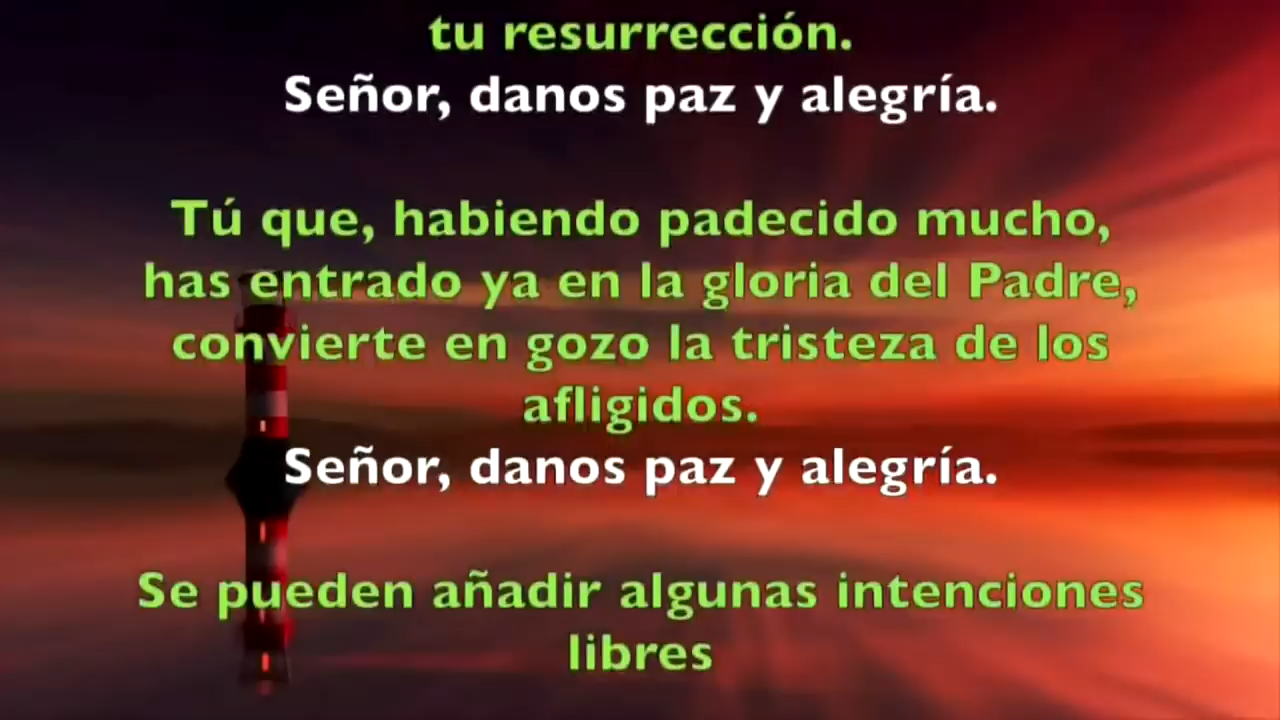 tu resurrección.
Señor, danos paz y alegría.
Tú que, habiendo padecido mucho,
has entrado ya en la gloria del Padre,
convierte en gozo la tristeza de los
afligidos.
Señor, danos paz y alegría.
Se pueden añadir algunas intenciones
libres